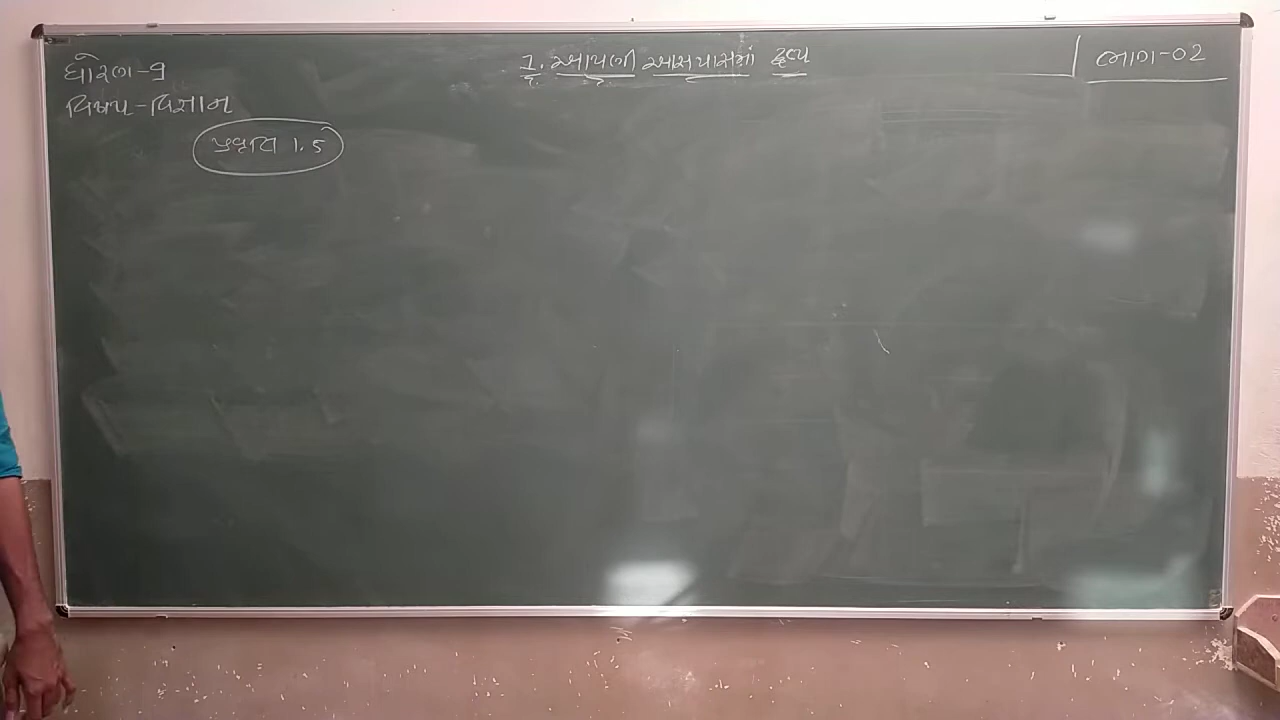 ધોરણ-9
1. આપણી આસપાસમાં દ્રવ્ય
ભાગ-02
વિષય-વિજ્ઞાન
પ્રવૃત્તિ 1.5